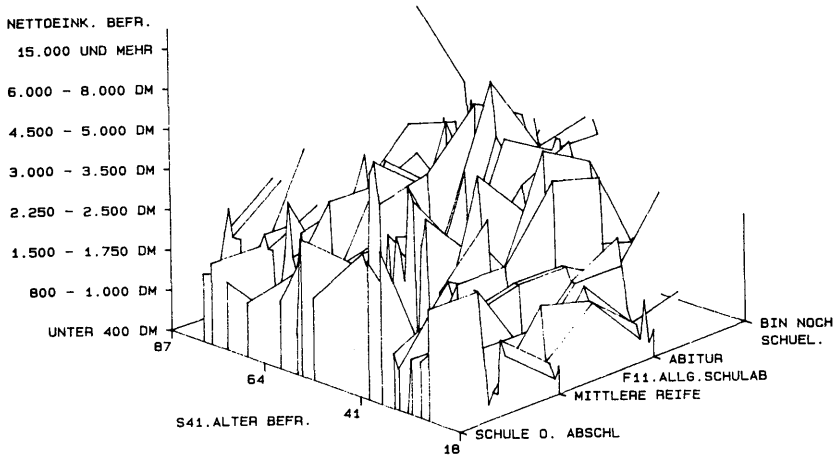 NETTOEINK. BEFR.
15.000 UND MEHR
6.000 - 8.000 DM
4.500 - 5.000 DM
3.000 - 3.500 DM
2.250 - 2.500 DM
1.500 - 1.750 DM
800 - 1.000 DM
UNTER 400 DM
87
64
41
18
S41.ALTER BEFR.
BIN NOCH
SCHUEL.
ABITUR
F11.ALLG.SCHULAB
MITTLERE REIFE
SCHULE O. ABSCHL